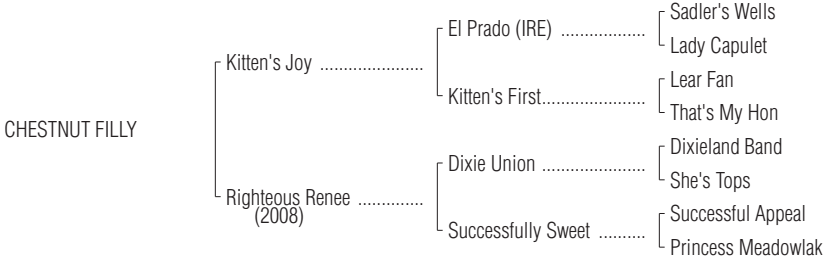 Sadler's Wells
El Prado (IRE) ...................
Lady Capulet
Kitten's Joy ......................
Lear Fan
Kitten's First......................
That's My Hon
CHESTNUT FILLY
Dixieland Band
Dixie Union ......................
She's Tops
Righteous Renee ..............
(2008)
Successful Appeal
Successfully Sweet ..........
Princess Meadowlak